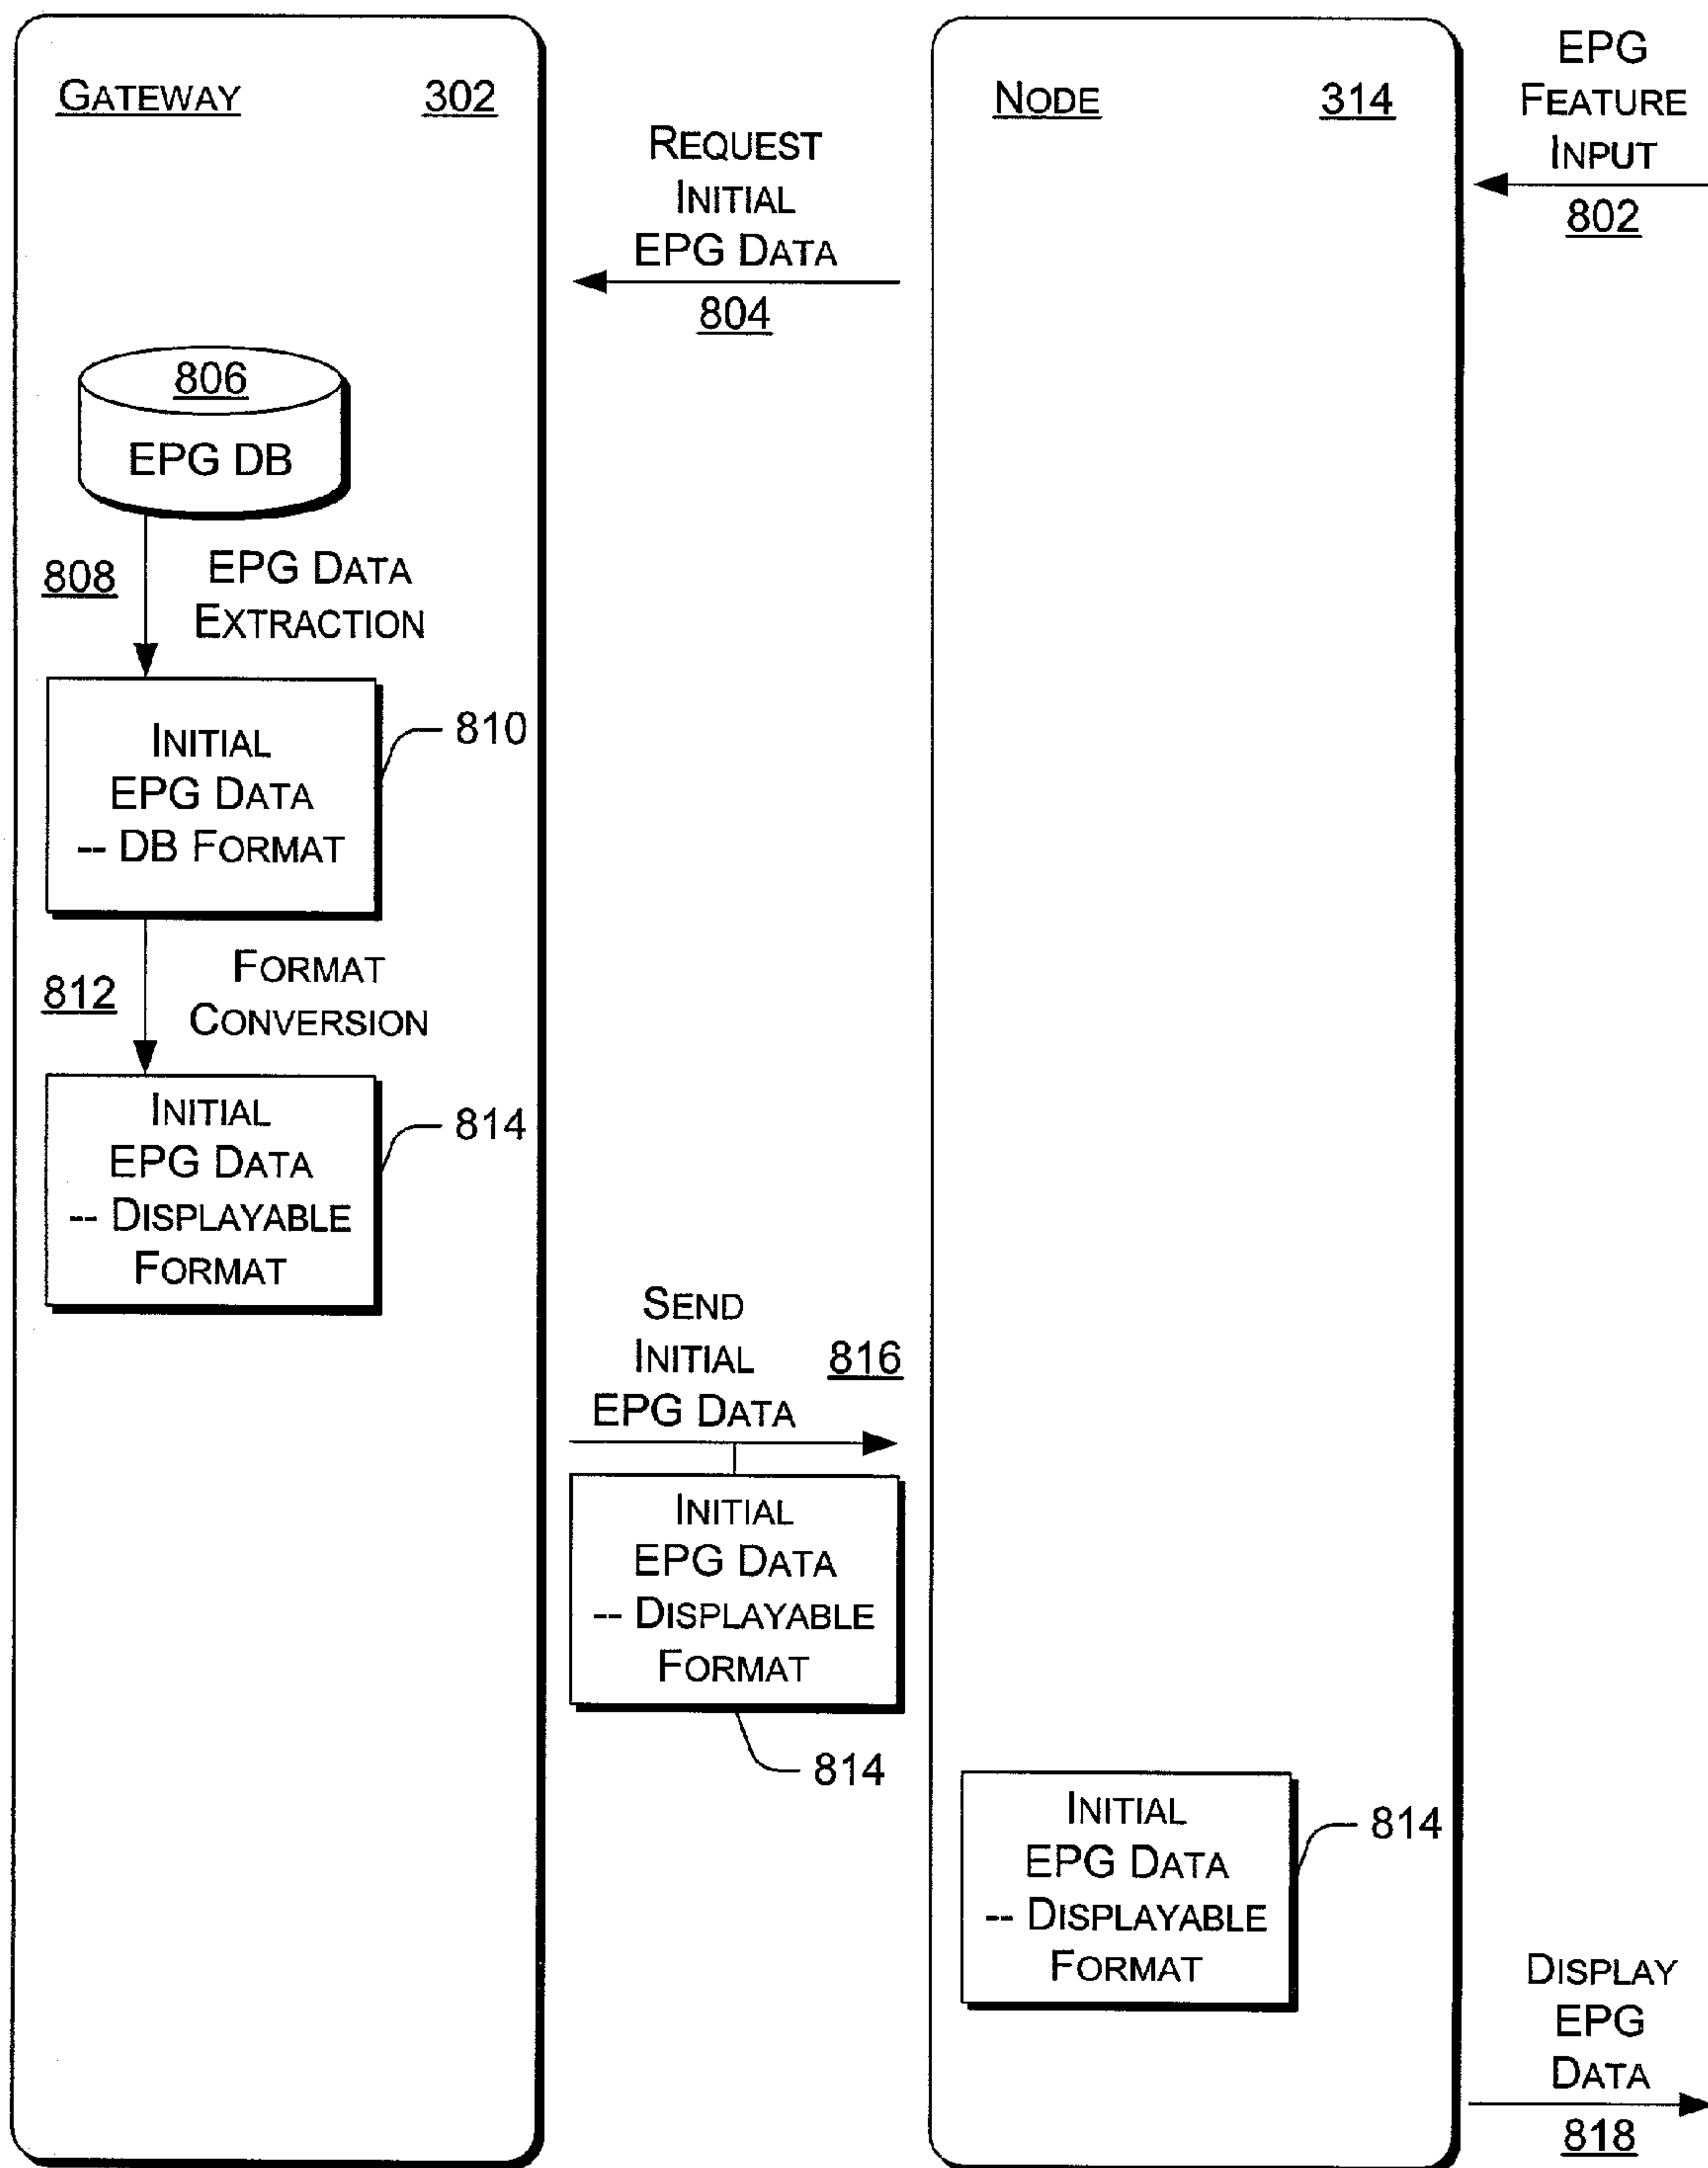 GATEWAY 302
NODE 314
EPG
FEATURE
INPUT
802
REQUEST
INITIAL
EPG DATA
804
806
EPG DB
808
EPG DATA
EXTRACTION
INITIAL
EPG DATA
-- DB FORMAT
810
812
FORMAT
CONVERSION
INITIAL
EPG DATA
-- DISPLAYABLE
FORMAT
814
SEND
INITIAL
EPG DATA
816
INITIAL
EPG DATA
-- DISPLAYABLE
FORMAT
814
INITIAL
EPG DATA
-- DISPLAYABLE
FORMAT
814
DISPLAY
EPG
DATA
818